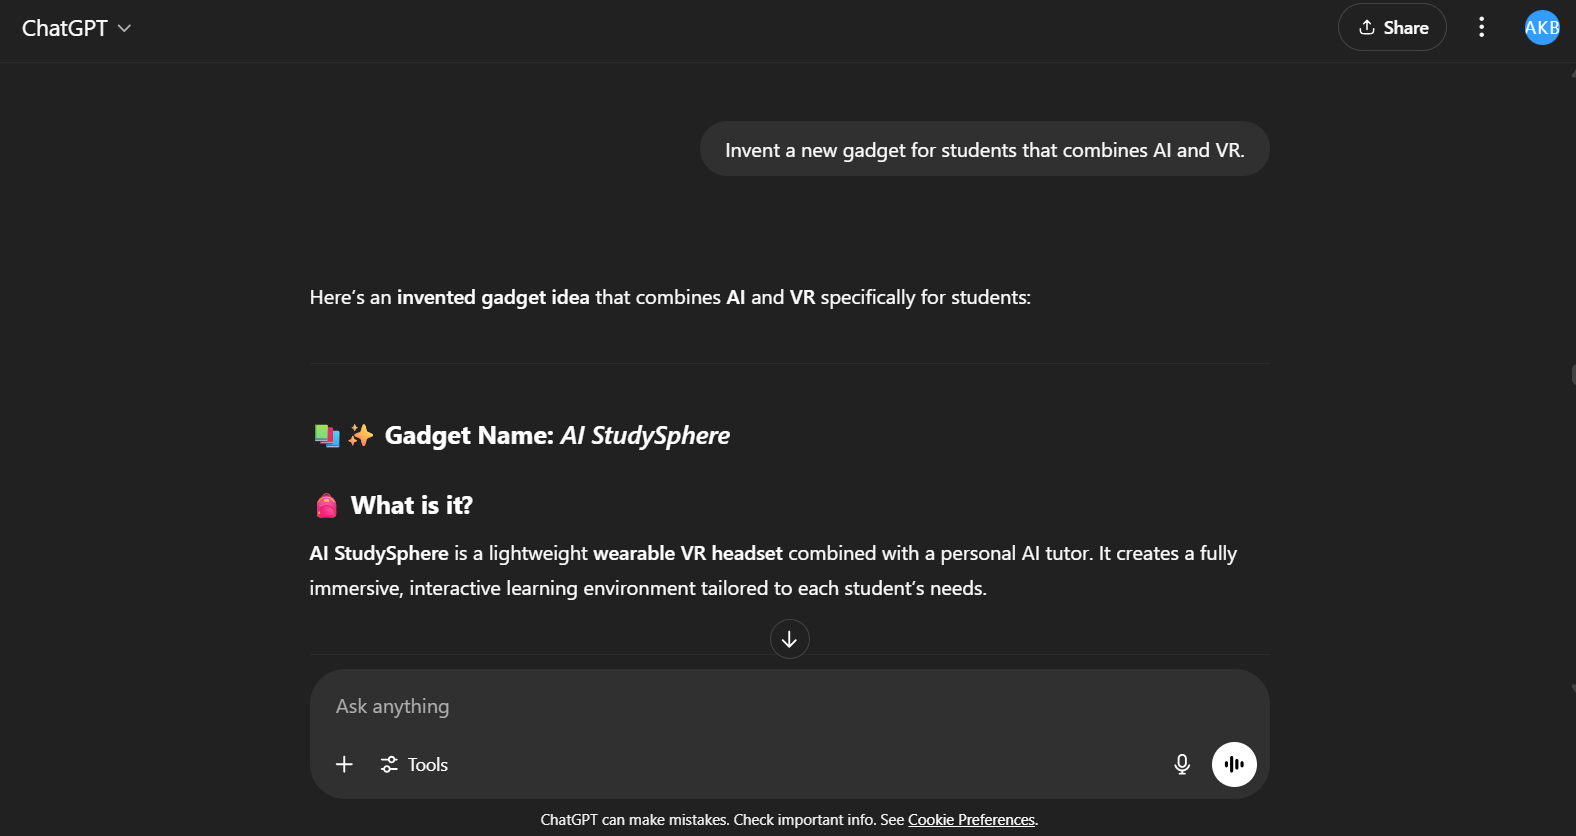 ChatGPT
Share
AKB
Invent a new gadget for students that combines AI and VR.
Here's an invented gadget idea that combines AI and VR specifically for students:
Gadget Name: AI StudySphere
What is it?
AI StudySphere is a lightweight wearable VR headset combined with a personal AI tutor. It creates a fully
immersive, interactive learning environment tailored to each student's needs.
Ask anything
Tools
ChatGPT can make mistakes. Check important info. See Cookie Preferences.